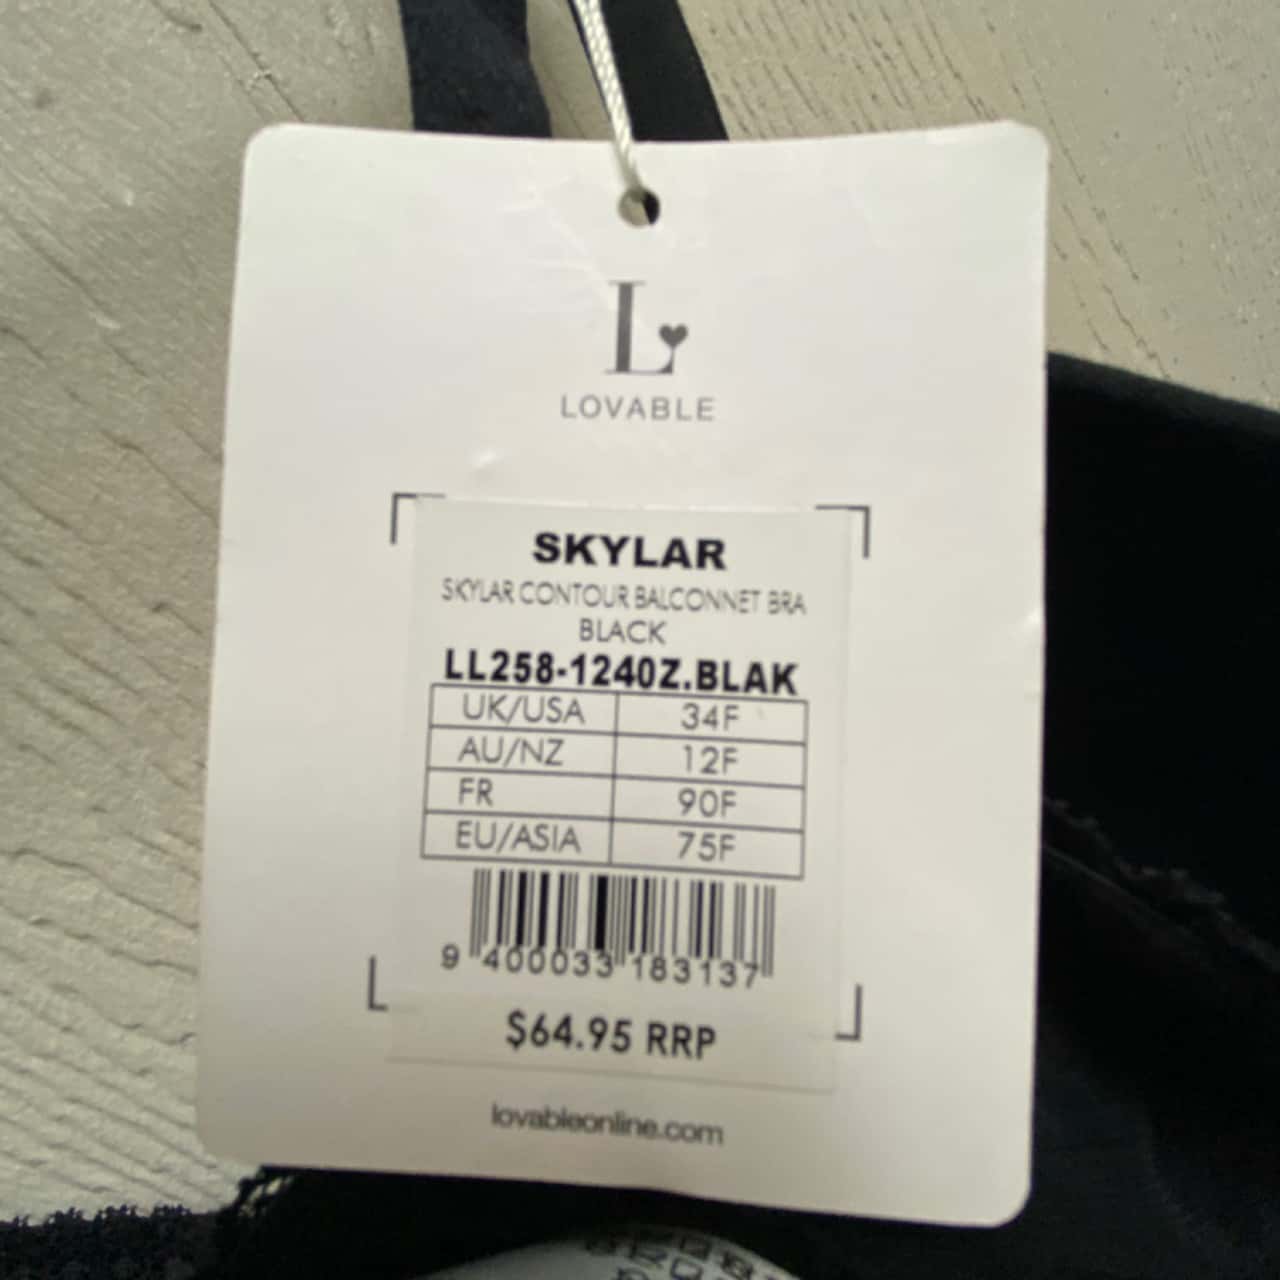 L
LOVABLE
SKYLAR
SKYLAR CONTOUR BALCONNET BRA
BLACK
LL258-1240Z.BLAK
UK/USA 34F
AU/NZ 12F
FR 90F
EU/ASIA 75F
9 400033 183137
$64.95 RRP
lovableonline.com